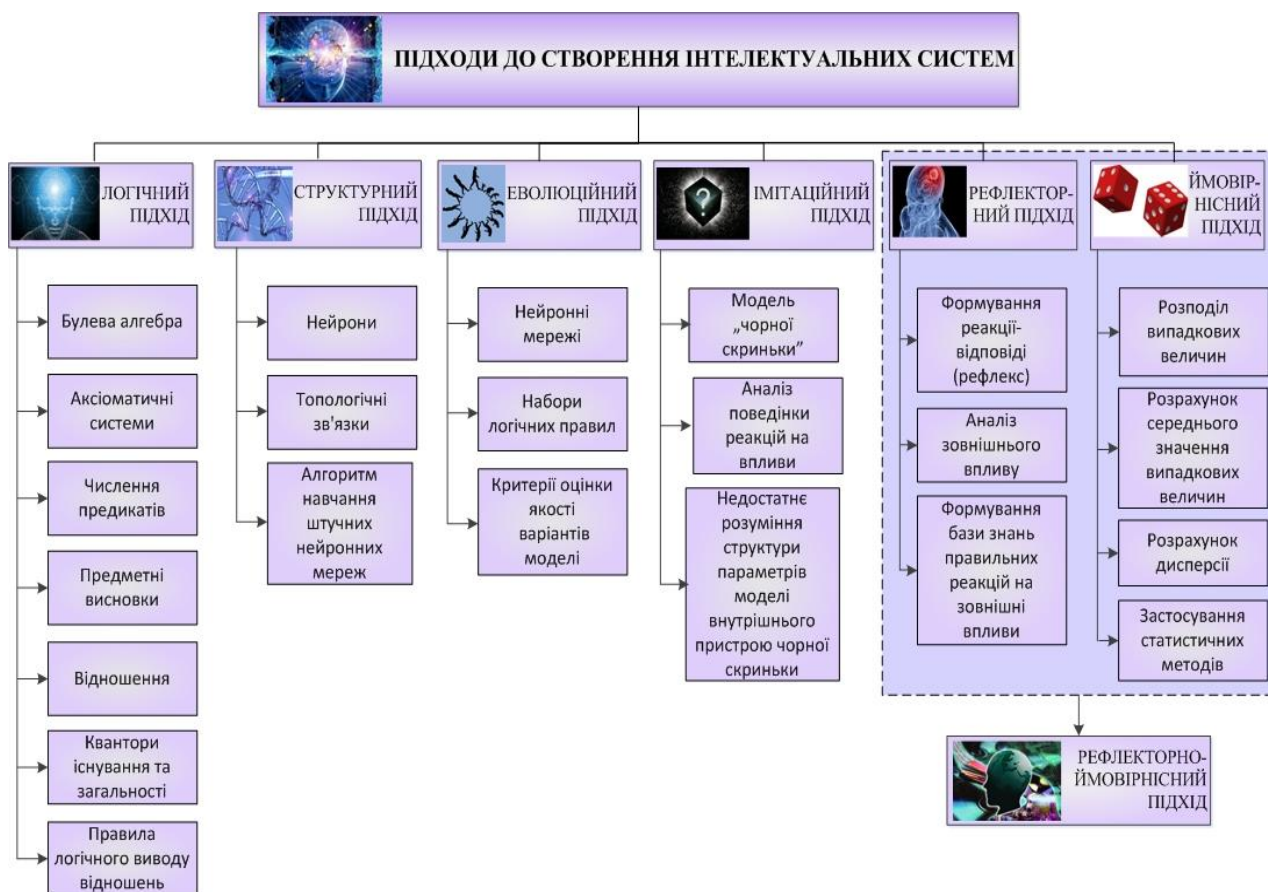 ПІДХОДИ ДО СТВОРЕННЯ ІНТЕЛЕКТУАЛЬНИХ СИСТЕМ
ЛОГІЧНИЙ
ПІДХІД
Булева алгебра
Аксіоматичні
системи
Числення
предикатів
Предметні
висновки
Відношення
Квантори
існування та
загальності
Правила
логічного виводу
відношень
СТРУКТУРНИЙ
ПІДХІД
Нейрони
Топологічні
зв'язки
Алгоритм
навчання
штучних
нейронних
мереж
ЕВОЛЮЦІЙНИЙ
ПІДХІД
Нейронні
мережі
Набори
логічних правил
Критерії оцінки
якості
варіантів
моделі
ІМІТАЦІЙНИЙ
ПІДХІД
Модель
„чорної
скриньки”
Аналіз
поведінки
реакцій на
впливи
Недостатнє
розуміння
структури
параметрів
моделі
внутрішнього
пристрою чорної
скриньки
РЕФЛЕКТОР-
НИЙ ПІДХІД
Формування
реакції-
відповіді
(рефлекс)
Аналіз
зовнішнього
впливу
Формування
бази знань
правильних
реакцій на
зовнішні
впливи
ЙМОВІР-
НІСНИЙ
ПІДХІД
Розподіл
випадкових
величин
Розрахунок
середнього
значення
випадкових
величин
Розрахунок
дисперсії
Застосування
статистичних
методів
РЕФЛЕКТОРНО-
ЙМОВІРНІСНИЙ
ПІДХІД